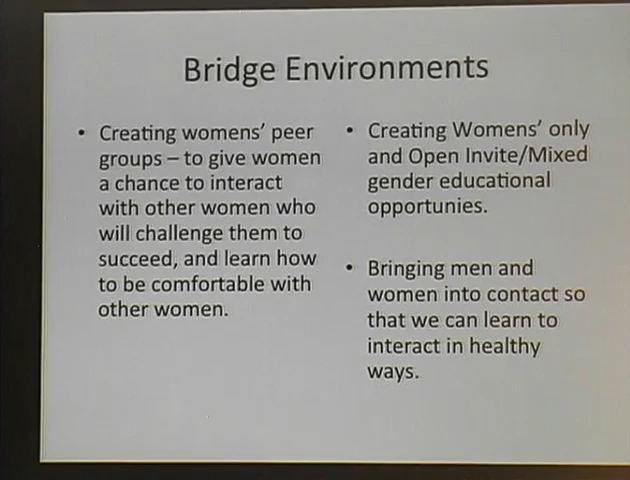 Bridge Environments
• Creating womens' peer
groups – to give women
a chance to interact
with other women who
will challenge them to
succeed, and learn how
to be comfortable with
other women.
• Creating Womens' only
and Open Invite/Mixed
gender educational
opportunies.
• Bringing men and
women into contact so
that we can learn to
interact in healthy
ways.